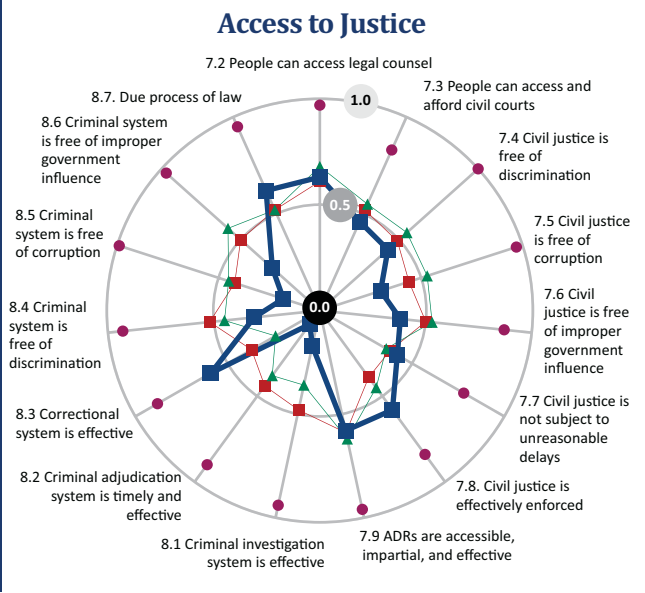 Access to Justice
7.2 People can access legal counsel
1.0
7.3 People can access and
afford civil courts
7.4 Civil justice is
free of
discrimination
7.5 Civil justice
is free of
corruption
7.6 Civil
justice is free
of improper
government
influence
7.7 Civil justice is
not subject to
unreasonable
delays
7.8. Civil justice is
effectively enforced
7.9 ADRs are accessible,
impartial, and effective
8.1 Criminal investigation
system is effective
8.2 Criminal adjudication
system is timely and
effective
8.3 Correctional
system is effective
8.4 Criminal
system is
free of
discrimination
8.5 Criminal
system is free
of corruption
8.6 Criminal system
is free of improper
government
influence
8.7. Due process of law
0.5
0.0